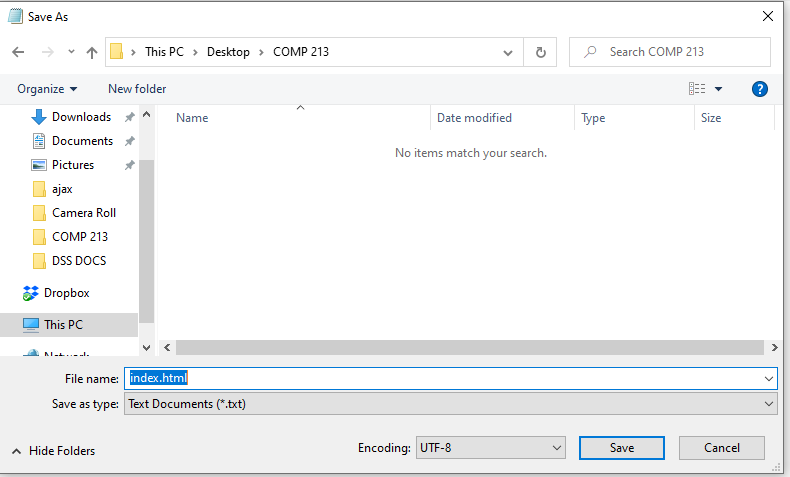 Save As
This PC > Desktop > COMP 213
Search COMP 213
Organize
New folder
?
Name
Date modified
Type
Size
No items match your search.
Downloads
Documents
Pictures
ajax
Camera Roll
COMP 213
DSS DOCS
Dropbox
This PC
Network
File name: index.html
Save as type: Text Documents (*.txt)
Hide Folders
Encoding: UTF-8
Save
Cancel